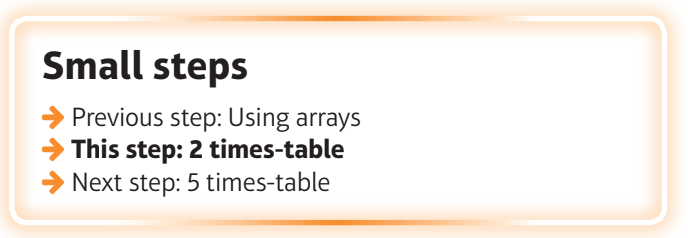 Small steps
Previous step: Using arrays
This step: 2 times-table
Next step: 5 times-table